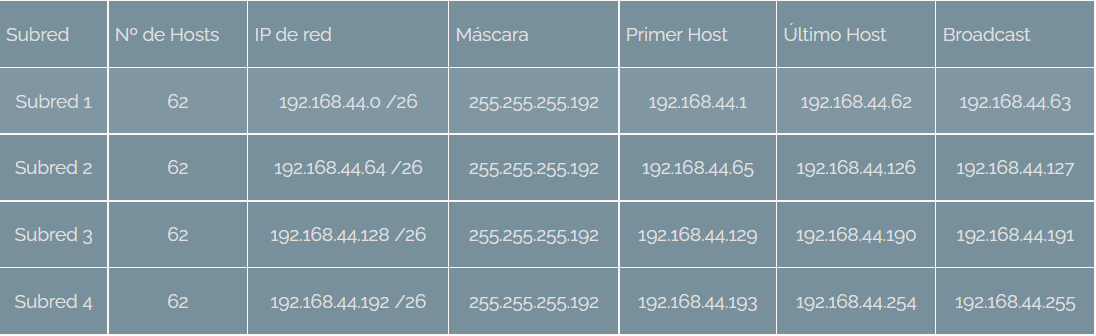 Subred Nº de Hosts IP de red Máscara Primer Host Último Host Broadcast
Subred 1 62 192.168.44.0 /26 255.255.255.192 192.168.44.1 192.168.44.62 192.168.44.63
Subred 2 62 192.168.44.64 /26 255.255.255.192 192.168.44.65 192.168.44.126 192.168.44.127
Subred 3 62 192.168.44.128 /26 255.255.255.192 192.168.44.129 192.168.44.190 192.168.44.191
Subred 4 62 192.168.44.192 /26 255.255.255.192 192.168.44.193 192.168.44.254 192.168.44.255